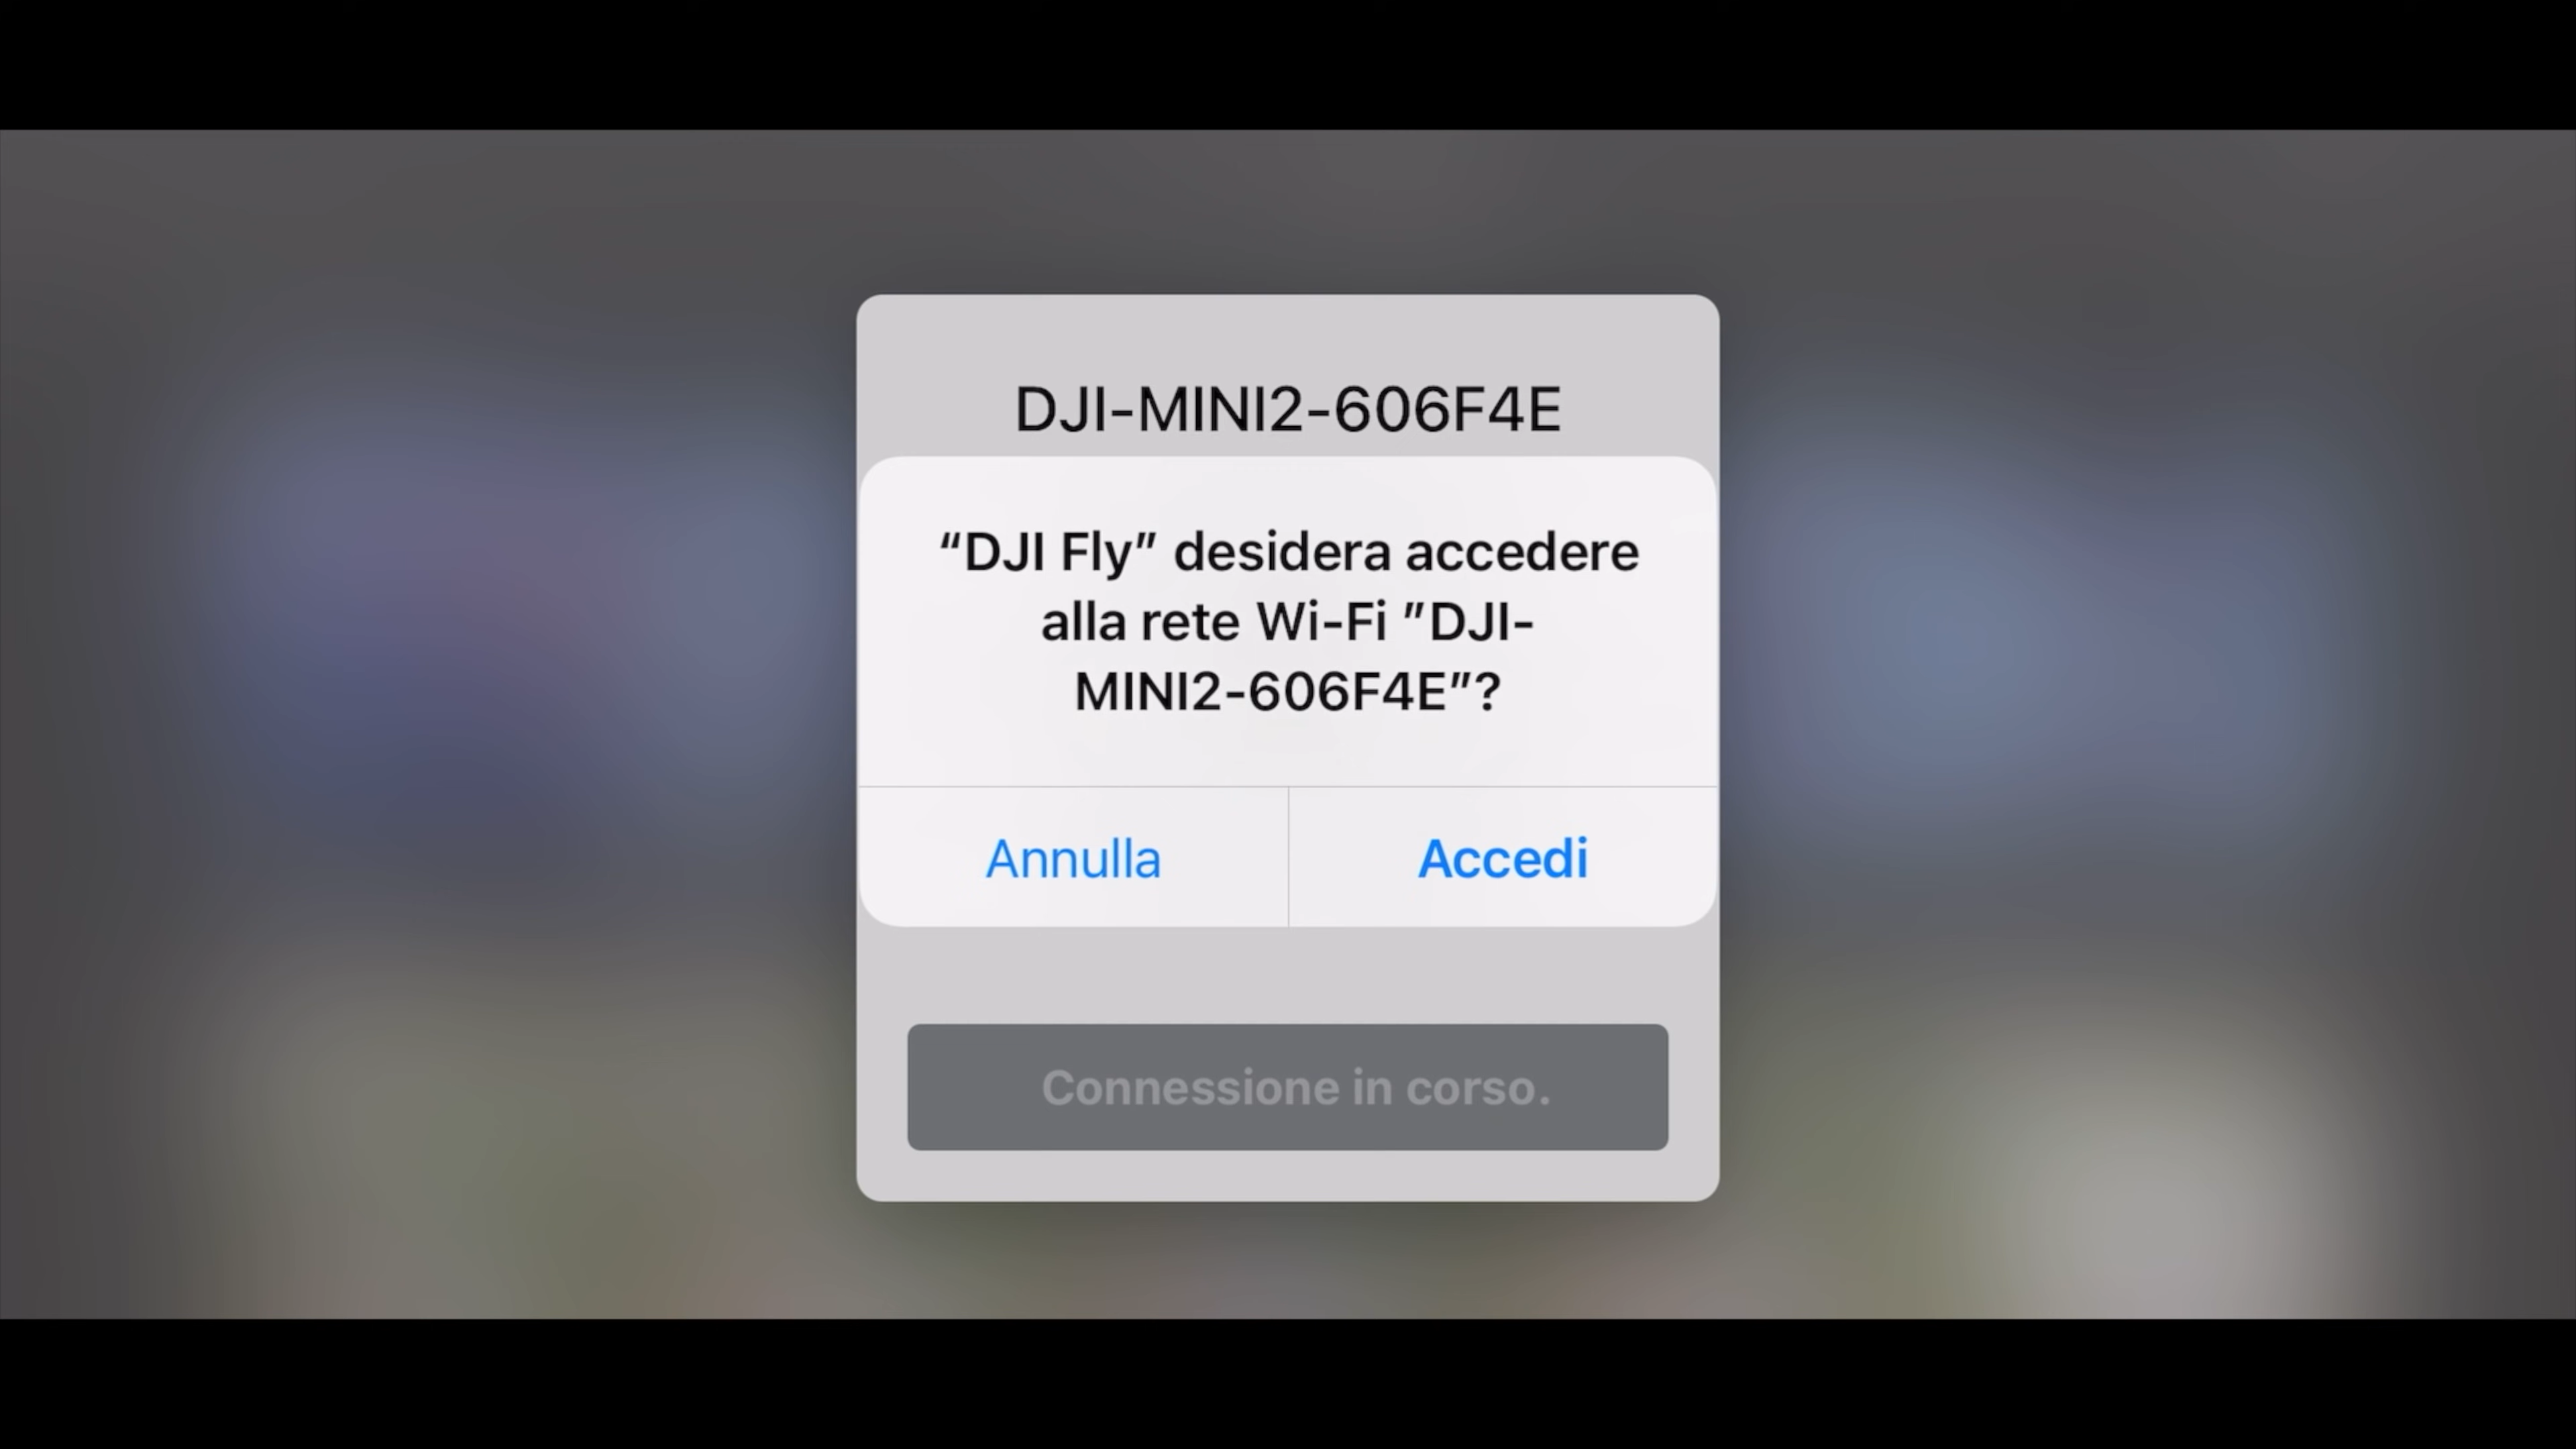 DJI-MINI2-606F4E
“DJI Fly” desidera accedere
alla rete Wi-Fi ”DJI-
MINI2-606F4E”?
Annulla
Accedi
Connessione in corso.